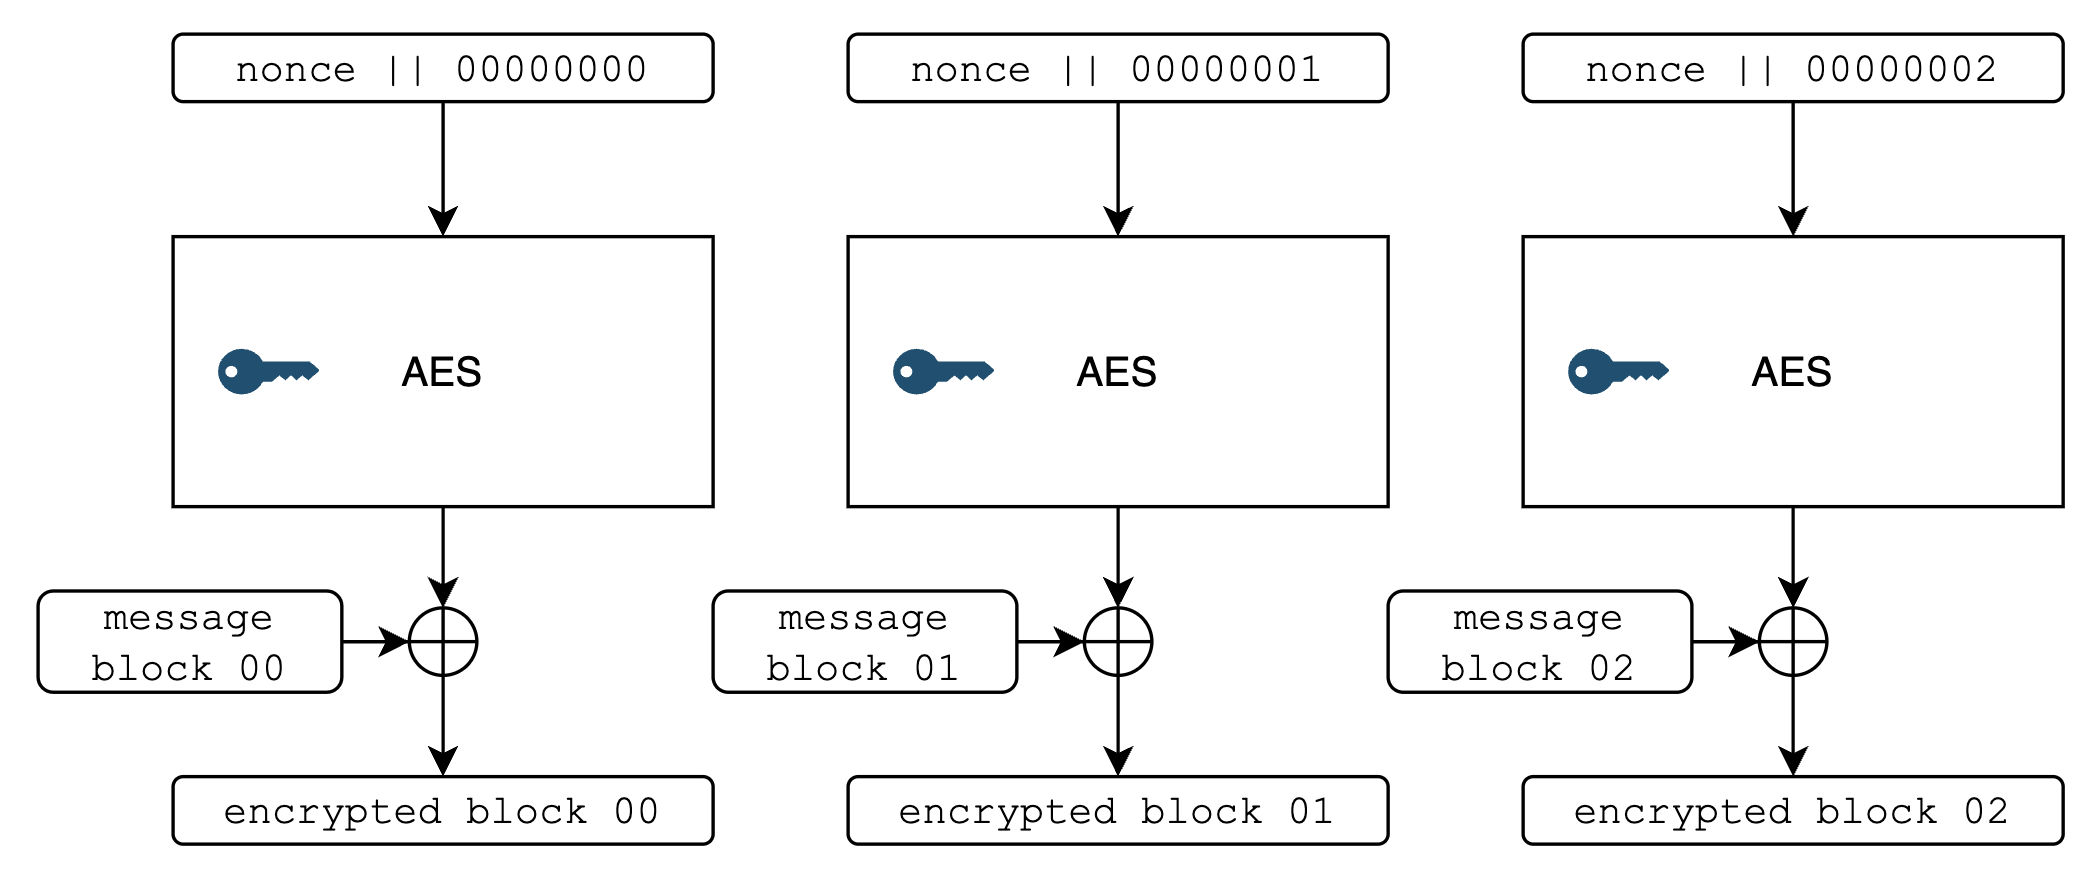 nonce || 00000000
nonce || 00000001
nonce || 00000002
AES
AES
AES
message
block 00
message
block 01
message
block 02
encrypted block 00
encrypted block 01
encrypted block 02